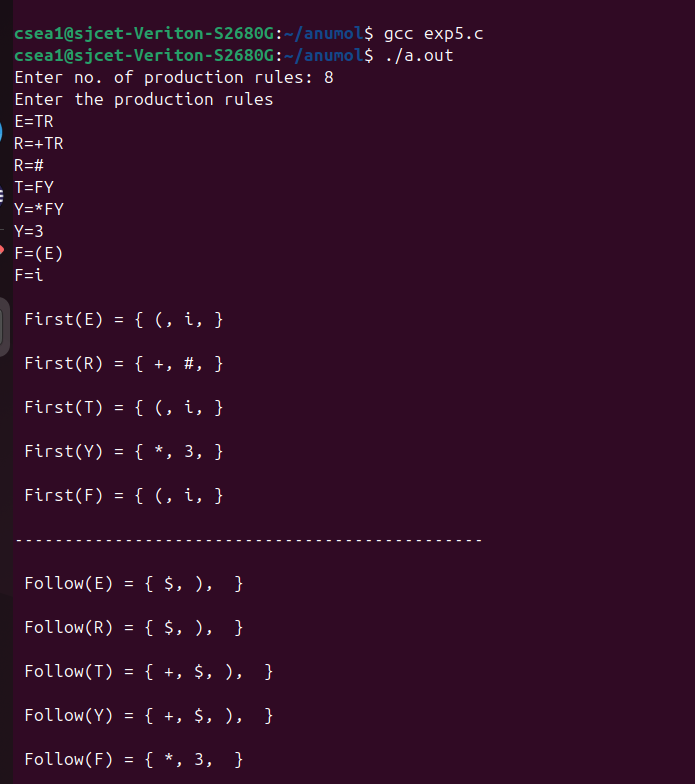 csea1@sjcet-Veriton-S2680G:~/anumol$ gcc exp5.c
csea1@sjcet-Veriton-S2680G:~/anumol$ ./a.out
Enter no. of production rules: 8
Enter the production rules
E=TR
R=+TR
R=#
T=FY
Y=*FY
Y=3
F=(E)
F=i
First(E) = { (, i, }
First(R) = { +, #, }
First(T) = { (, i, }
First(Y) = { *, 3, }
First(F) = { (, i, }
-----------------------------------------------
Follow(E) = { $, ),  }
Follow(R) = { $, ),  }
Follow(T) = { +, $, ),  }
Follow(Y) = { +, $, ),  }
Follow(F) = { *, 3,  }